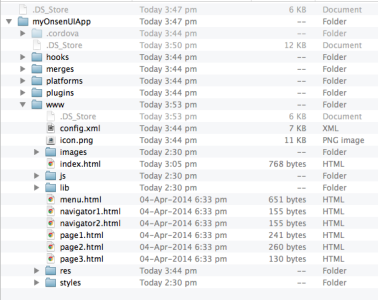 .DS_Store Today 3:47 pm 6 KB Document
myOnsenUIApp Today 3:47 pm -- Folder
.cordova Today 3:44 pm -- Folder
.DS_Store Today 3:50 pm 12 KB Document
hooks Today 3:44 pm -- Folder
merges Today 3:44 pm -- Folder
platforms Today 3:44 pm -- Folder
plugins Today 3:44 pm -- Folder
www Today 3:53 pm -- Folder
.DS_Store Today 3:53 pm 6 KB Document
config.xml Today 3:44 pm 7 KB XML
icon.png Today 3:44 pm 11 KB PNG image
images Today 2:30 pm -- Folder
index.html Today 3:05 pm 768 bytes HTML
js Today 2:30 pm -- Folder
lib Today 2:30 pm -- Folder
menu.html 04-Apr-2014 6:33 pm 651 bytes HTML
navigator1.html 04-Apr-2014 6:33 pm 155 bytes HTML
navigator2.html 04-Apr-2014 6:33 pm 155 bytes HTML
page1.html 04-Apr-2014 6:33 pm 241 bytes HTML
page2.html 04-Apr-2014 6:33 pm 260 bytes HTML
page3.html 04-Apr-2014 6:33 pm 130 bytes HTML
res Today 3:44 pm -- Folder
styles Today 2:30 pm -- Folder